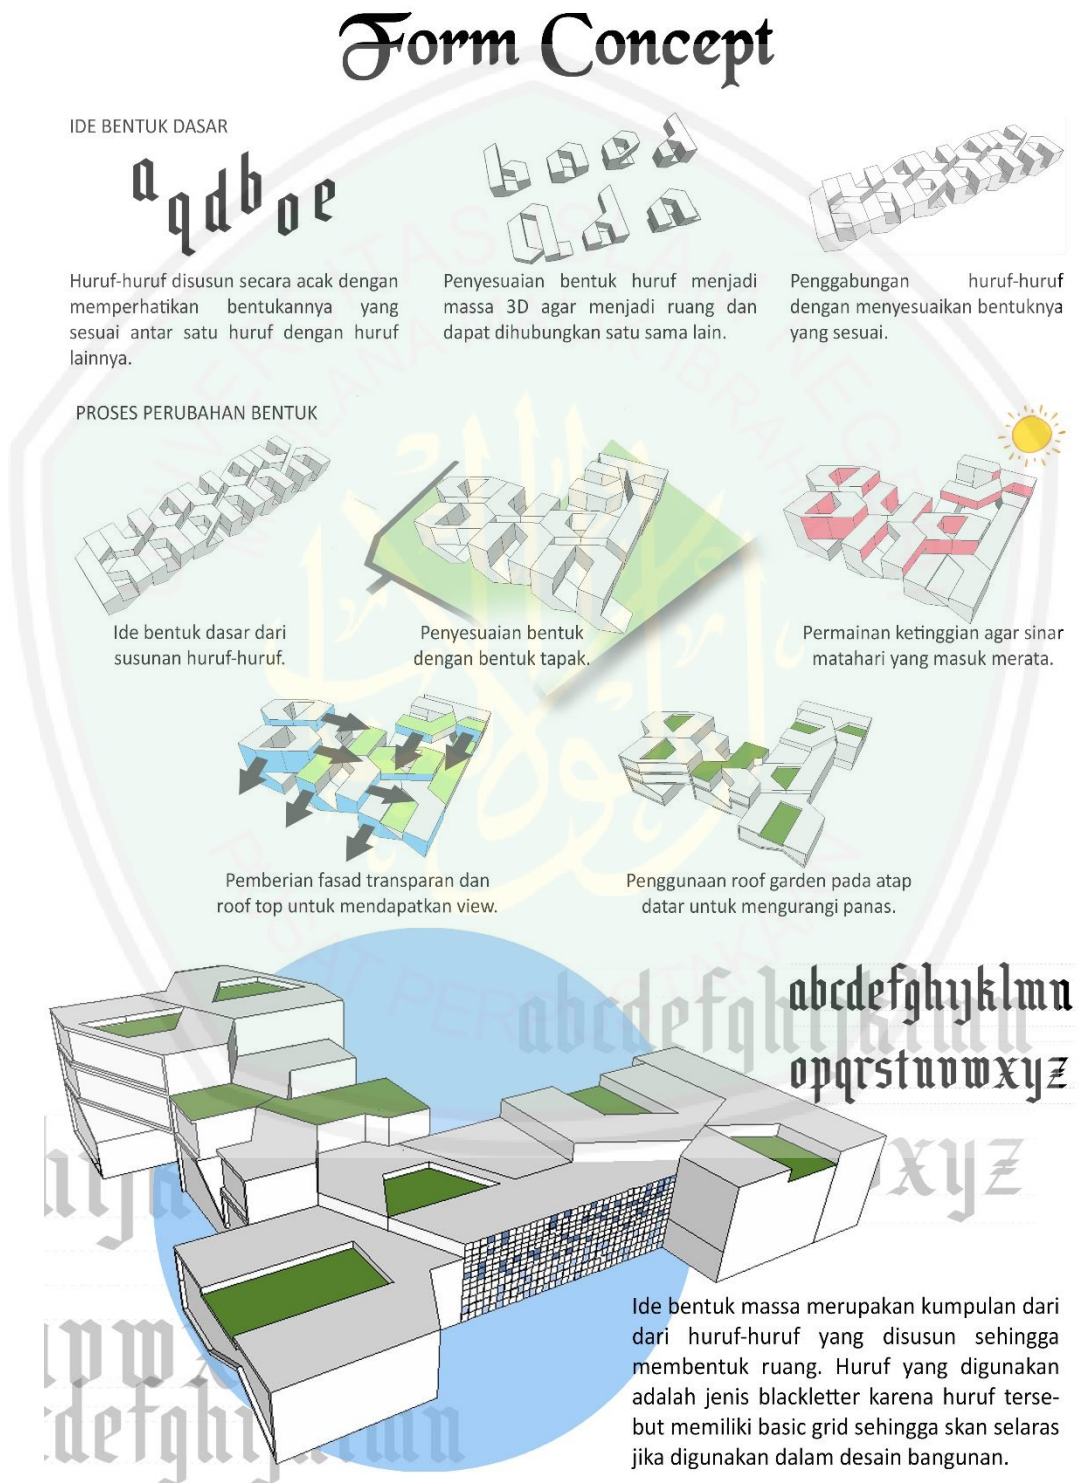 Form Concept
IDE BENTUK DASAR
a q d b o e
b a e d
a d a
Huruf-huruf disusun secara acak dengan
memperhatikan bentukannya yang
sesuai antar satu huruf dengan huruf
lainnya.
Penyesuaian bentuk huruf menjadi
massa 3D agar menjadi ruang dan
dapat dihubungkan satu sama lain.
Penggabungan huruf-huruf
dengan menyesuaikan bentuknya
yang sesuai.
PROSES PERUBAHAN BENTUK
Ide bentuk dasar dari
susunan huruf-huruf.
Penyesuaian bentuk
dengan bentuk tapak.
Permainan ketinggian agar sinar
matahari yang masuk merata.
Pemberian fasad transparan dan
roof top untuk mendapatkan view.
Penggunaan roof garden pada atap
datar untuk mengurangi panas.
abcdefghyklmn
opqrstuvwxyz
Ide bentuk massa merupakan kumpulan dari
dari huruf-huruf yang disusun sehingga
membentuk ruang. Huruf yang digunakan
adalah jenis blackletter karena huruf terse-
but memiliki basic grid sehingga skan selaras
jika digunakan dalam desain bangunan.